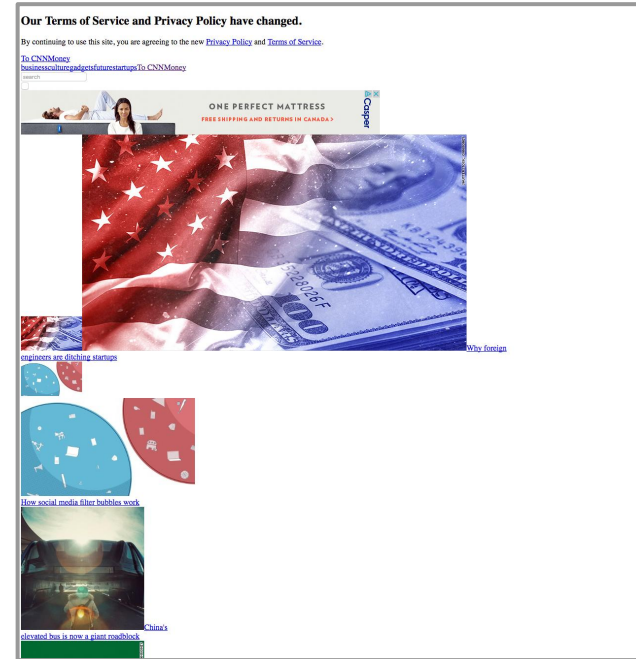 Our Terms of Service and Privacy Policy have changed.
By continuing to use this site, you are agreeing to the new Privacy Policy and Terms of Service.
To CNNMoney
businessculturegadgetsfuturestartupsTo CNNMoney
search
ONE PERFECT MATTRESS
FREE SHIPPING AND RETURNS IN CANADA >
Casper
100
Why foreign
engineers are ditching startups
How social media filter bubbles work
China's
elevated bus is now a giant roadblock